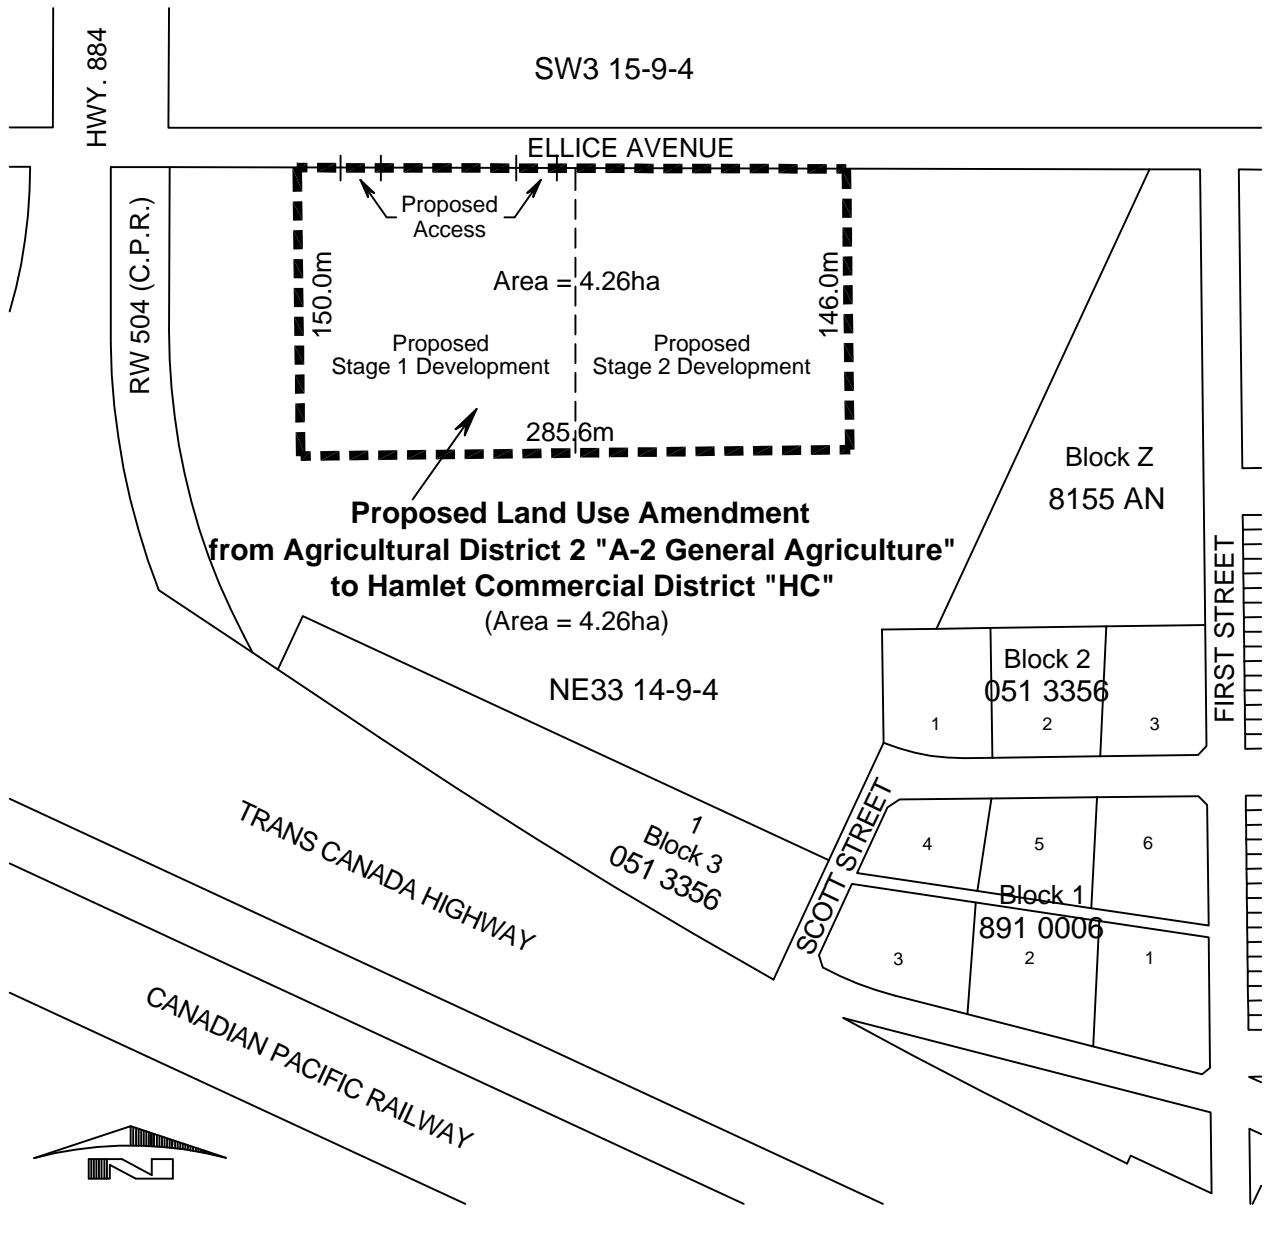 HWY. 884
SW3 15-9-4
ELLICE AVENUE
RW 504 (C.P.R.)
Proposed
Access
150.0m
Area = 4.26ha
146.0m
Proposed
Stage 1 Development
Proposed
Stage 2 Development
285.6m
Block Z
8155 AN
Proposed Land Use Amendment
from Agricultural District 2 "A-2 General Agriculture"
to Hamlet Commercial District "HC"
(Area = 4.26ha)
FIRST STREET
NE33 14-9-4
Block 2
051 3356
1
2
3
TRANS CANADA HIGHWAY
1
Block 3
051 3356
SCOTT STREET
4
5
6
Block 1
891 0006
3
2
1
CANADIAN PACIFIC RAILWAY
N